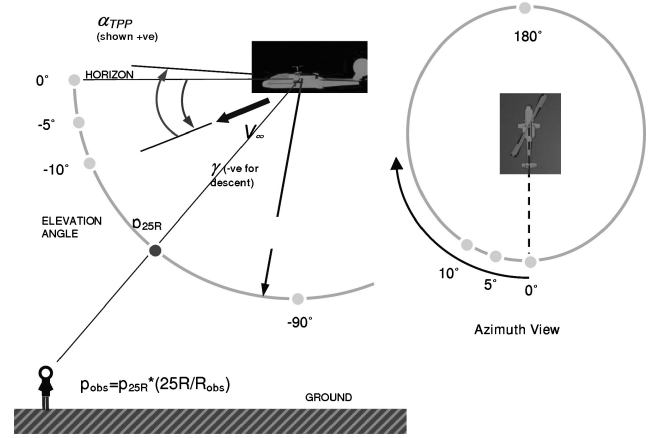 αTPP
(shown +ve)
0°
HORIZON
-5°
-10°
V∞
γ (-ve for
descent)
ELEVATION
ANGLE
p25R
-90°
pobs=p25R*(25R/Robs)
GROUND
180°
10°
5°
0°
Azimuth View